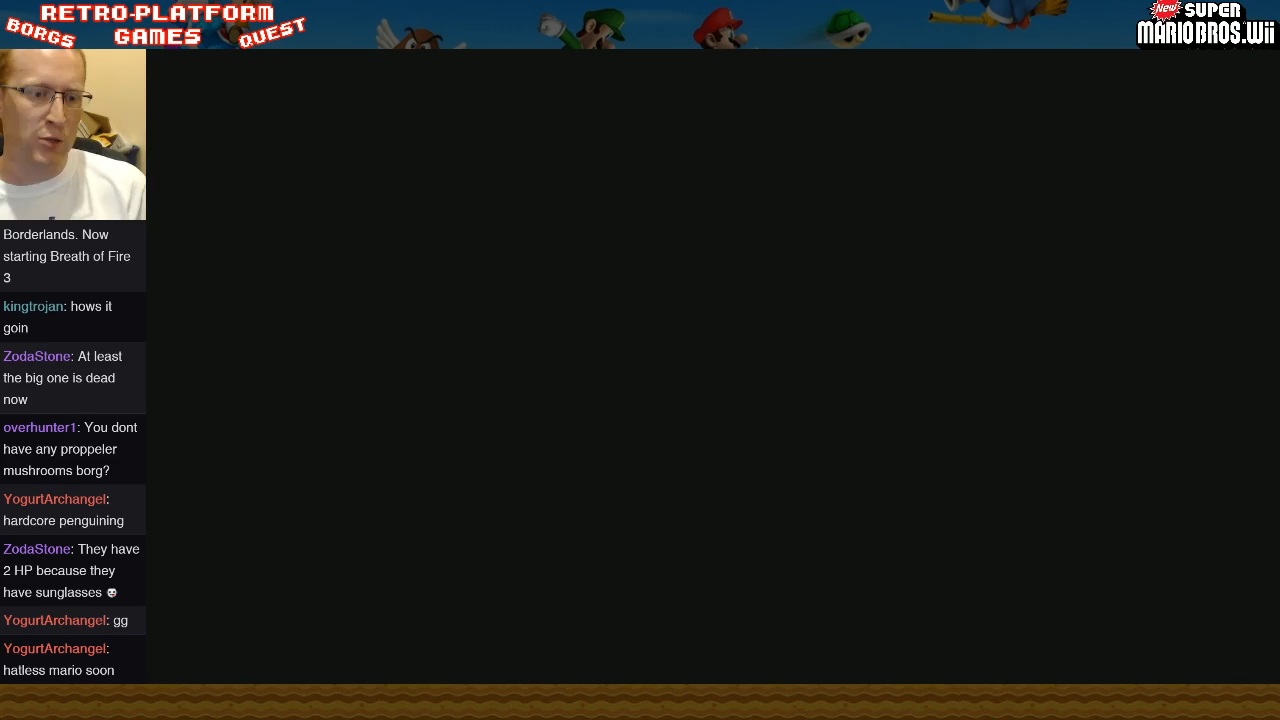 RETRO-PLATFORM
BORGS GAMES QUEST
New SUPER
MARIO BROS. Wii
Borderlands. Now
starting Breath of Fire
3
kingtrojan: hows it
goin
ZodaStone: At least
the big one is dead
now
overhunter1: You dont
have any proppeler
mushrooms borg?
YogurtArchangel:
hardcore penguining
ZodaStone: They have
2 HP because they
have sunglasses
YogurtArchangel: gg
YogurtArchangel:
hatless mario soon